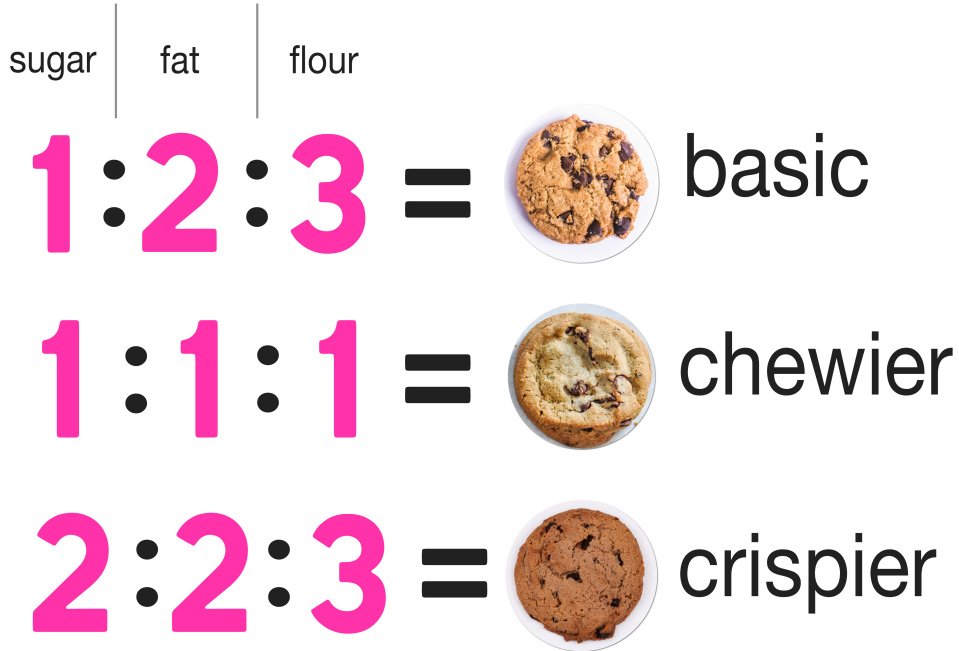 sugar fat flour
1:2:3 = basic
1:1:1 = chewier
2:2:3 = crispier